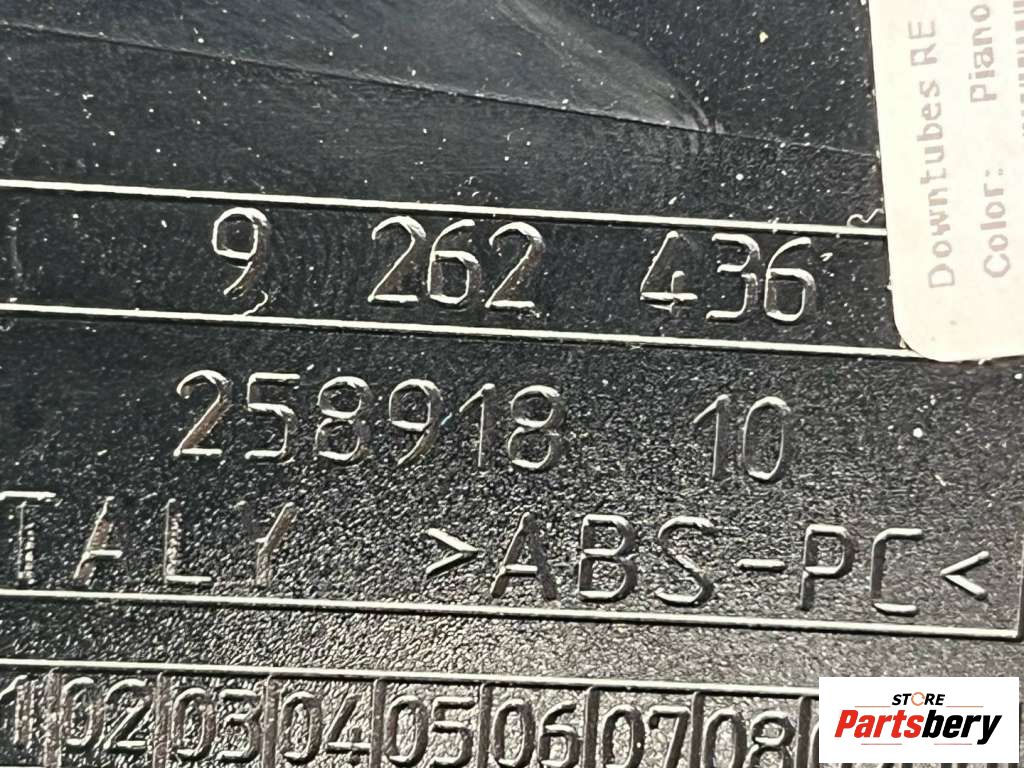 Downtubes RE
Color: Piano
9 262 436
258918 10
TALY >ABS-PC<
02 03 04 05 06 07 08
STORE
Partsbery